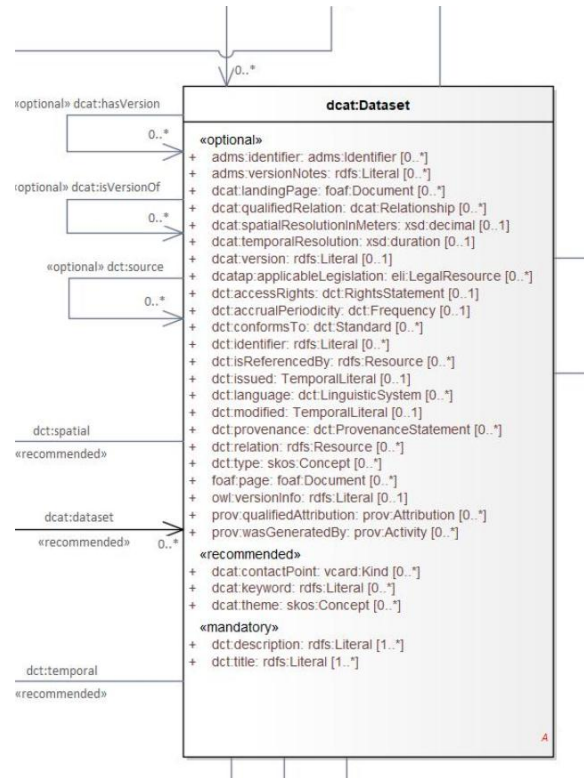 0..*
dcat:Dataset
«optional» dcat:hasVersion
0..*
«optional»
+ adms:identifier: adms:Identifier [0..*]
+ adms:versionNotes: rdfs:Literal [0..*]
+ dcat:landingPage: foaf:Document [0..*]
+ dcat:qualifiedRelation: dcat:Relationship [0..*]
+ dcat:spatialResolutionInMeters: xsd:decimal [0..1]
+ dcat:temporalResolution: xsd:duration [0..1]
+ dcat:version: rdfs:Literal [0..1]
+ dcatap:applicableLegislation: eli:LegalResource [0..*]
+ dct:accessRights: dct:RightsStatement [0..1]
+ dct:accrualPeriodicity: dct:Frequency [0..1]
+ dct:conformsTo: dct:Standard [0..*]
+ dct:identifier: rdfs:Literal [0..*]
+ dct:isReferencedBy: rdfs:Resource [0..*]
+ dct:issued: TemporalLiteral [0..1]
+ dct:language: dct:LinguisticSystem [0..*]
+ dct:modified: TemporalLiteral [0..1]
+ dct:provenance: dct:ProvenanceStatement [0..*]
+ dct:relation: rdfs:Resource [0..*]
+ dct:type: skos:Concept [0..*]
+ foaf:page: foaf:Document [0..*]
+ owl:versionInfo: rdfs:Literal [0..1]
+ prov:qualifiedAttribution: prov:Attribution [0..*]
+ prov:wasGeneratedBy: prov:Activity [0..*]
«recommended»
+ dcat:contactPoint: vcard:Kind [0..*]
+ dcat:keyword: rdfs:Literal [0..*]
+ dcat:theme: skos:Concept [0..*]
«mandatory»
+ dct:description: rdfs:Literal [1..*]
+ dct:title: rdfs:Literal [1..*]
A
optional» dcat:isVersionOf
0..*
«optional» dct:source
0..*
dct:spatial
«recommended»
dcat:dataset
«recommended»
0..*
dct:temporal
«recommended»